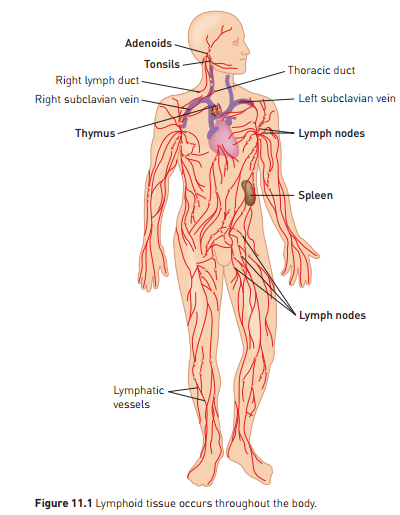 Adenoids
Tonsils
Right lymph duct
Thoracic duct
Right subclavian vein
Left subclavian vein
Thymus
Lymph nodes
Spleen
Lymph nodes
Lymphatic
vessels
Figure 11.1 Lymphoid tissue occurs throughout the body.